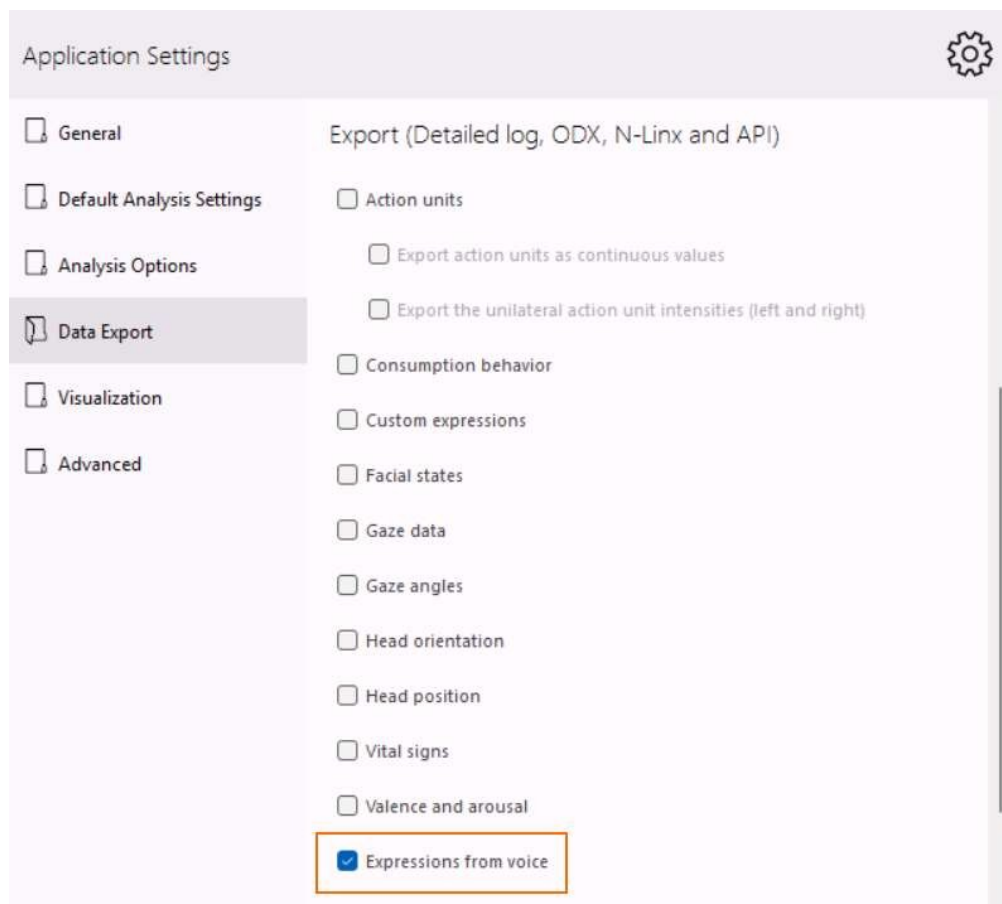 Application Settings
General
Default Analysis Settings
Analysis Options
Data Export
Visualization
Advanced
Export (Detailed log, ODX, N-Linx and API)
Action units
Export action units as continuous values
Export the unilateral action unit intensities (left and right)
Consumption behavior
Custom expressions
Facial states
Gaze data
Gaze angles
Head orientation
Head position
Vital signs
Valence and arousal
Expressions from voice